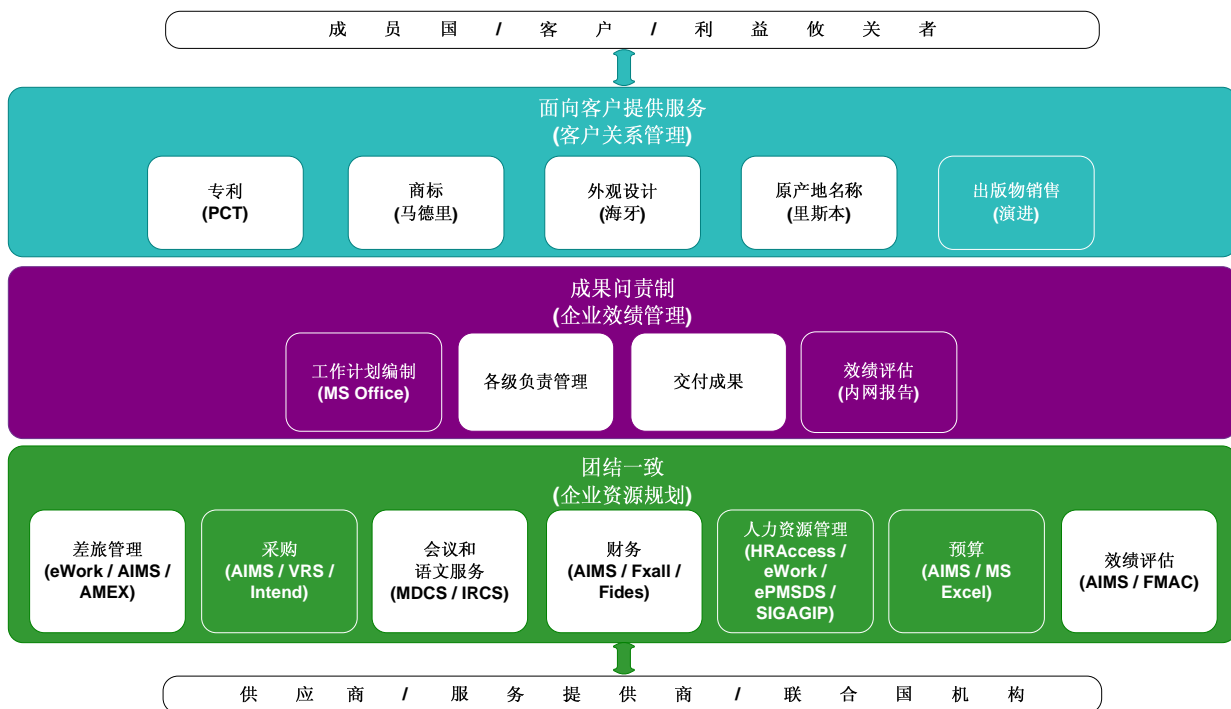 成员国/客户/利益攸关者
面向客户提供服务
(客户关系管理)
专利
(PCT)
商标
(马德里)
外观设计
(海牙)
原产地名称
(里斯本)
出版物销售
(演进)
成果问责制
(企业效绩管理)
工作计划编制
(MS Office)
各级负责管理
交付成果
效绩评估
(内网报告)
团结一致
(企业资源规划)
差旅管理
(eWork / AIMS /
AMEX)
采购
(AIMS / VRS /
Intend)
会议和
语文服务
(MDCS / IRCS)
财务
(AIMS / Fxall /
Fides)
人力资源管理
(HRAccess /
eWork /
ePMSDS /
SIGAGIP)
预算
(AIMS / MS
Excel)
效绩评估
(AIMS / FMAC)
供应商/服务提供商/联合国机构